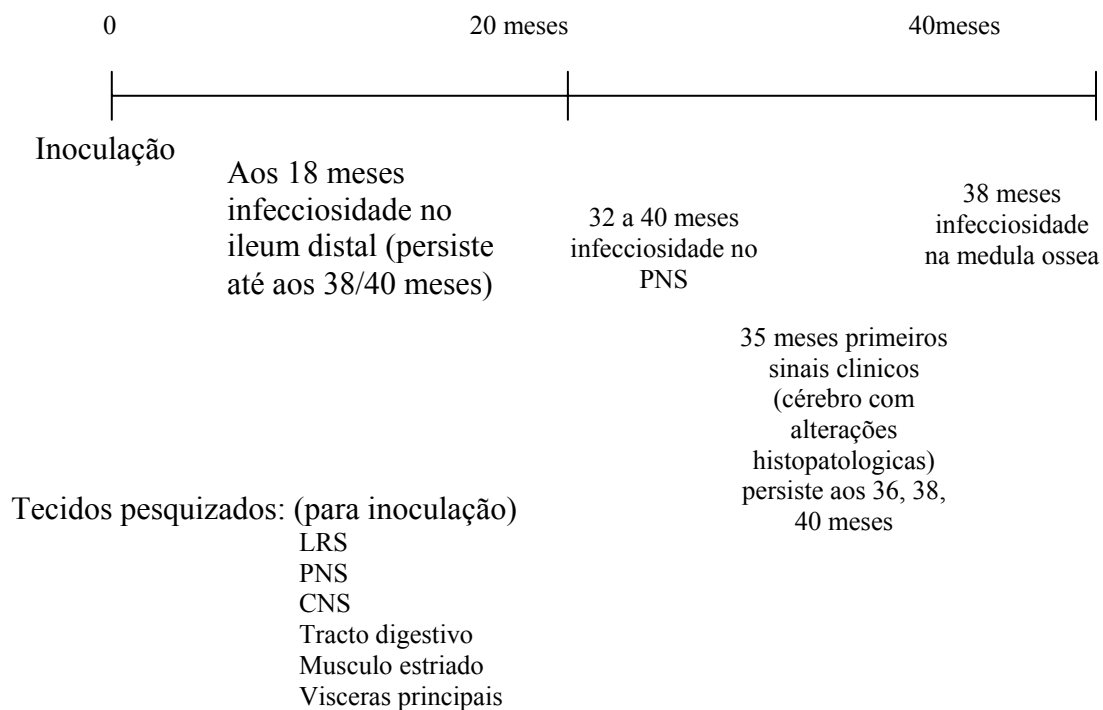 0 20 meses 40meses
Inoculação
Aos 18 meses
infecciosidade no
ileum distal (persiste
até aos 38/40 meses)
32 a 40 meses
infecciosidade no
PNS
38 meses
infecciosidade
na medula ossea
35 meses primeiros
sinais clinicos
(cérebro com
alterações
histopatologicas)
persiste aos 36, 38,
40 meses
Tecidos pesquizados: (para inoculação)
LRS
PNS
CNS
Tracto digestivo
Musculo estriado
Visceras principais